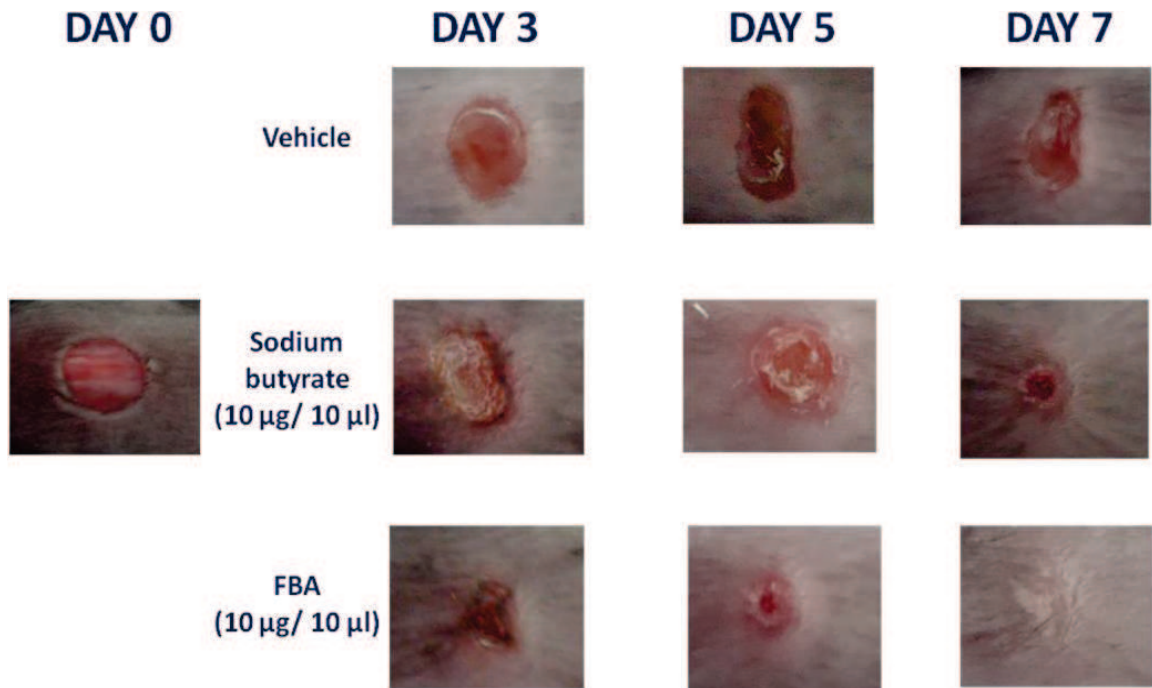 DAY 0
DAY 3
DAY 5
DAY 7
Vehicle
Sodium
butyrate
(10 µg/ 10 µl)
FBA
(10 µg/ 10 µl)